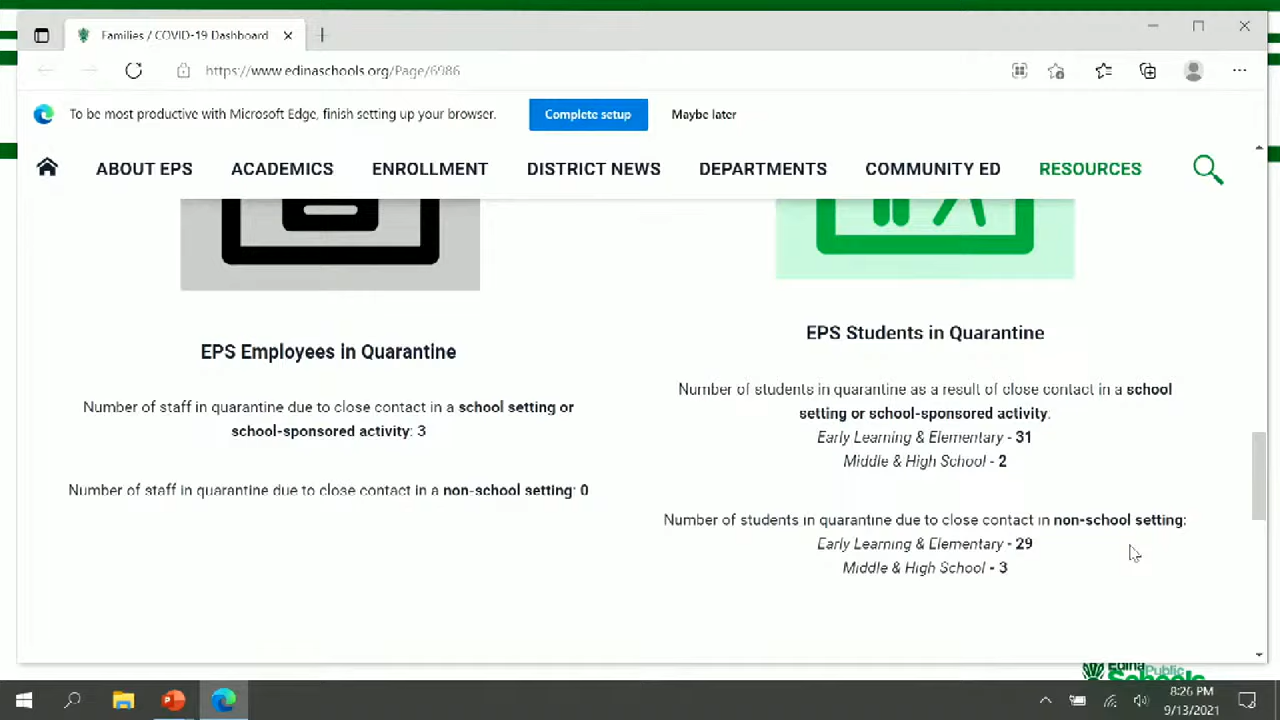 Families / COVID-19 Dashboard
https://www.edinaschools.org/Page/6986
To be most productive with Microsoft Edge, finish setting up your browser.
Complete setup
Maybe later
ABOUT EPS
ACADEMICS
ENROLLMENT
DISTRICT NEWS
DEPARTMENTS
COMMUNITY ED
RESOURCES
EPS Employees in Quarantine
Number of staff in quarantine due to close contact in a school setting or
school-sponsored activity: 3
Number of staff in quarantine due to close contact in a non-school setting: 0
EPS Students in Quarantine
Number of students in quarantine as a result of close contact in a school
setting or school-sponsored activity.
Early Learning & Elementary - 31
Middle & High School - 2
Number of students in quarantine due to close contact in non-school setting:
Early Learning & Elementary - 29
Middle & High School - 3
Edina Public
Schools
8:26 PM
9/13/2021